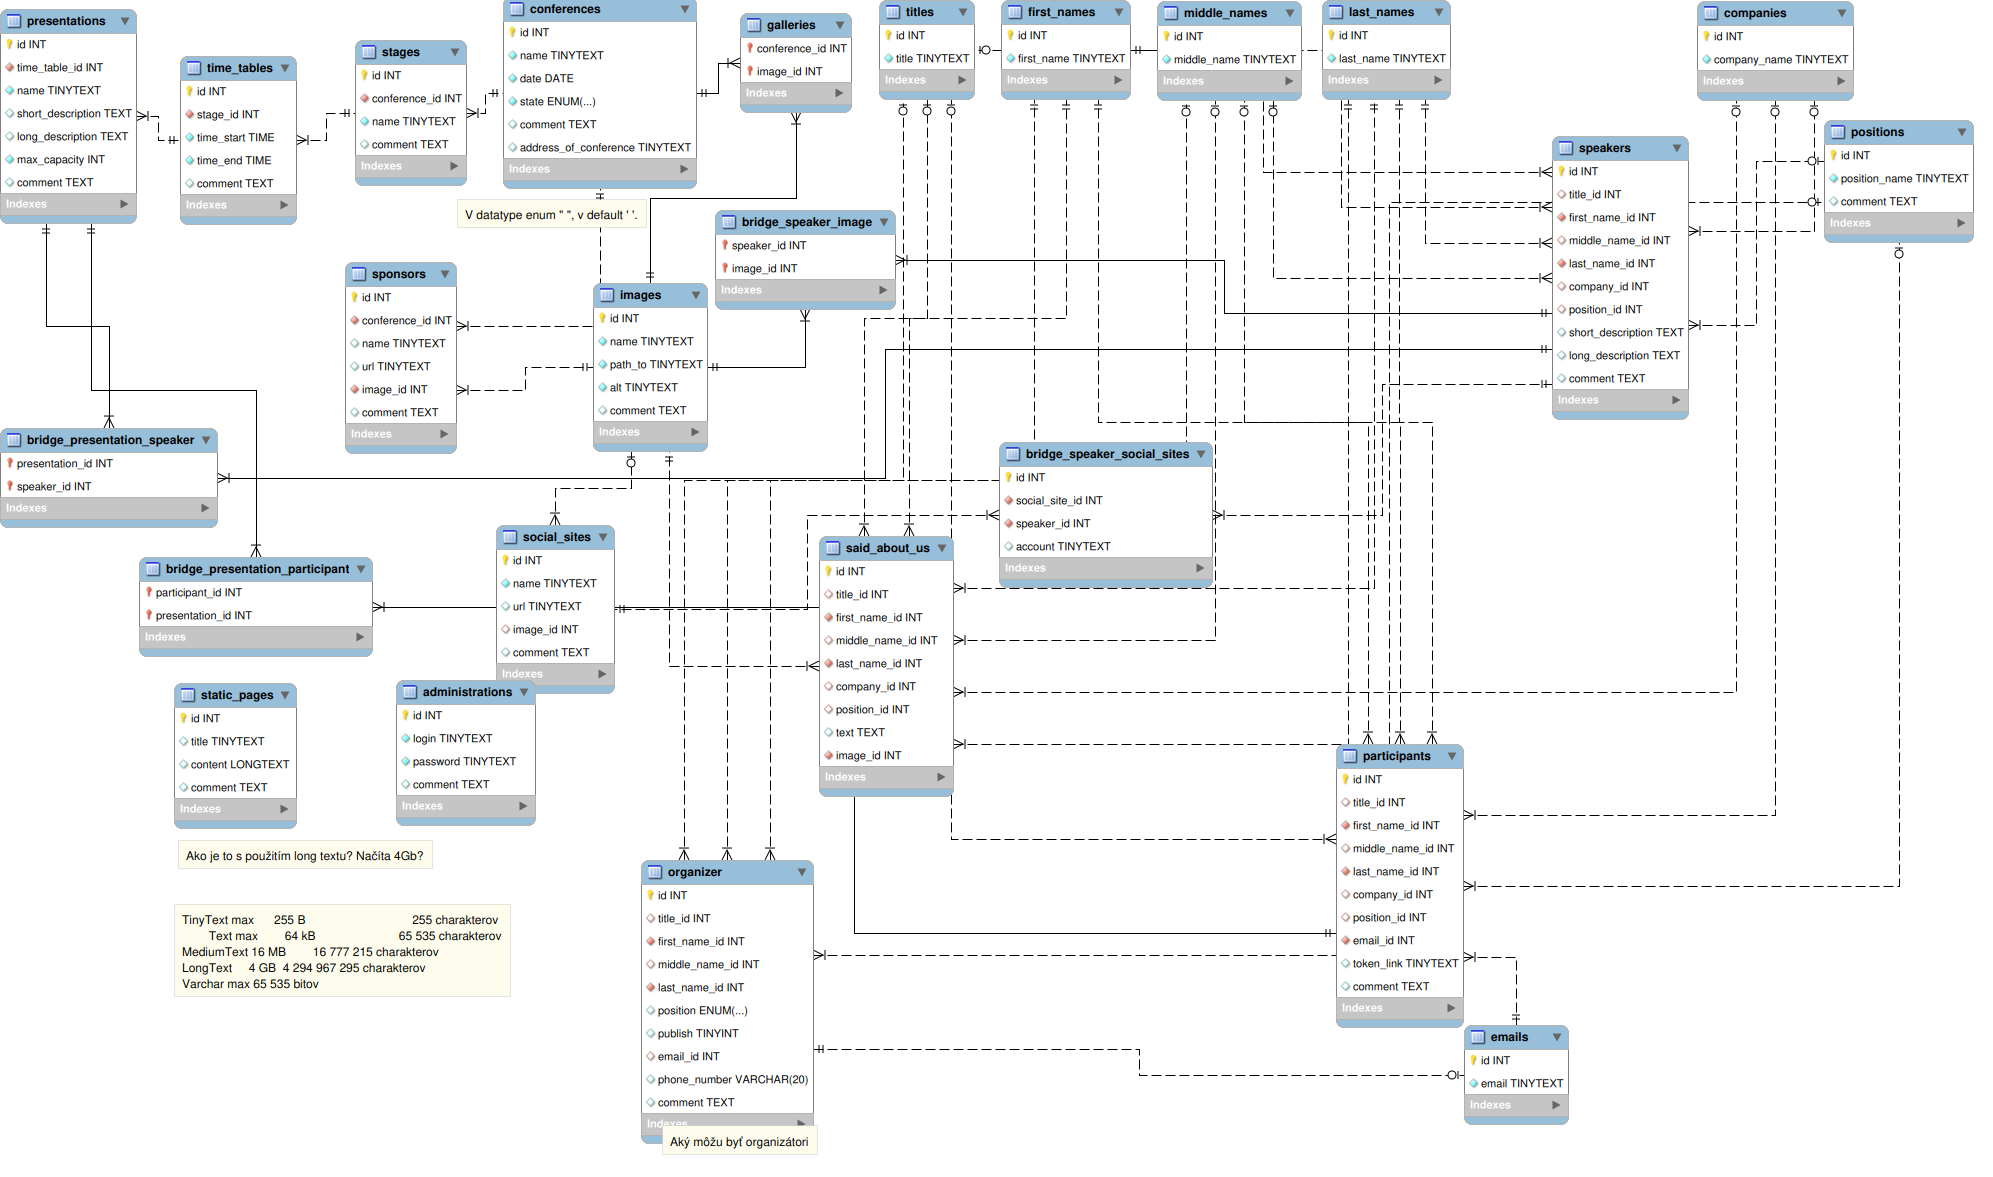 presentations
id INT
time_table_id INT
name TINYTEXT
short_description TEXT
long_description TEXT
max_capacity INT
comment TEXT
Indexes
time_tables
id INT
stage_id INT
time_start TIME
time_end TIME
comment TEXT
Indexes
stages
id INT
conference_id INT
name TINYTEXT
comment TEXT
Indexes
conferences
id INT
name TINYTEXT
date DATE
state ENUM(...)
comment TEXT
address_of_conference TINYTEXT
Indexes
V datatype enum " ", v default ' '.
galleries
conference_id INT
image_id INT
Indexes
titles
id INT
title TINYTEXT
Indexes
first_names
id INT
first_name TINYTEXT
Indexes
middle_names
id INT
middle_name TINYTEXT
Indexes
last_names
id INT
last_name TINYTEXT
Indexes
companies
id INT
company_name TINYTEXT
Indexes
positions
id INT
position_name TINYTEXT
comment TEXT
Indexes
speakers
id INT
title_id INT
first_name_id INT
middle_name_id INT
last_name_id INT
company_id INT
position_id INT
short_description TEXT
long_description TEXT
comment TEXT
Indexes
bridge_speaker_image
speaker_id INT
image_id INT
Indexes
sponsors
id INT
conference_id INT
name TINYTEXT
url TINYTEXT
image_id INT
comment TEXT
Indexes
images
id INT
name TINYTEXT
path_to TINYTEXT
alt TINYTEXT
comment TEXT
Indexes
bridge_presentation_speaker
presentation_id INT
speaker_id INT
Indexes
bridge_speaker_social_sites
id INT
social_site_id INT
speaker_id INT
account TINYTEXT
Indexes
bridge_presentation_participant
participant_id INT
presentation_id INT
Indexes
social_sites
id INT
name TINYTEXT
url TINYTEXT
image_id INT
comment TEXT
Indexes
said_about_us
id INT
title_id INT
first_name_id INT
middle_name_id INT
last_name_id INT
company_id INT
position_id INT
text TEXT
image_id INT
Indexes
static_pages
id INT
title TINYTEXT
content LONGTEXT
comment TEXT
Indexes
administrations
id INT
login TINYTEXT
password TINYTEXT
comment TEXT
Indexes
Ako je to s použitím long textu? Načíta 4Gb?
TinyText max 255 B 255 charakterov
Text max 64 kB 65 535 charakterov
MediumText 16 MB 16 777 215 charakterov
LongText 4 GB 4 294 967 295 charakterov
Varchar max 65 535 bitov
participants
id INT
title_id INT
first_name_id INT
middle_name_id INT
last_name_id INT
company_id INT
position_id INT
email_id INT
token_link TINYTEXT
comment TEXT
Indexes
organizer
id INT
title_id INT
first_name_id INT
middle_name_id INT
last_name_id INT
position ENUM(...)
publish TINYINT
email_id INT
phone_number VARCHAR(20)
comment TEXT
Indexes
Aký môžu byť organizátori
emails
id INT
email TINYTEXT
Indexes